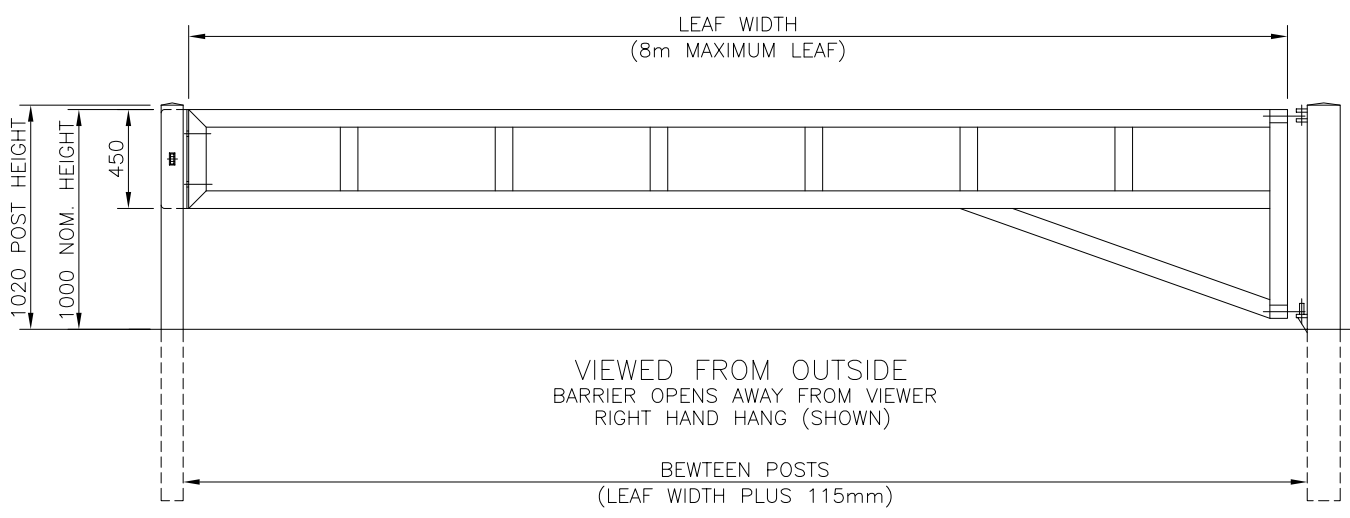 LEAF WIDTH
(8m MAXIMUM LEAF)
1020 POST HEIGHT
1000 NOM. HEIGHT
450
VIEWED FROM OUTSIDE
BARRIER OPENS AWAY FROM VIEWER
RIGHT HAND HANG (SHOWN)
BEWTEEN POSTS
(LEAF WIDTH PLUS 115mm)